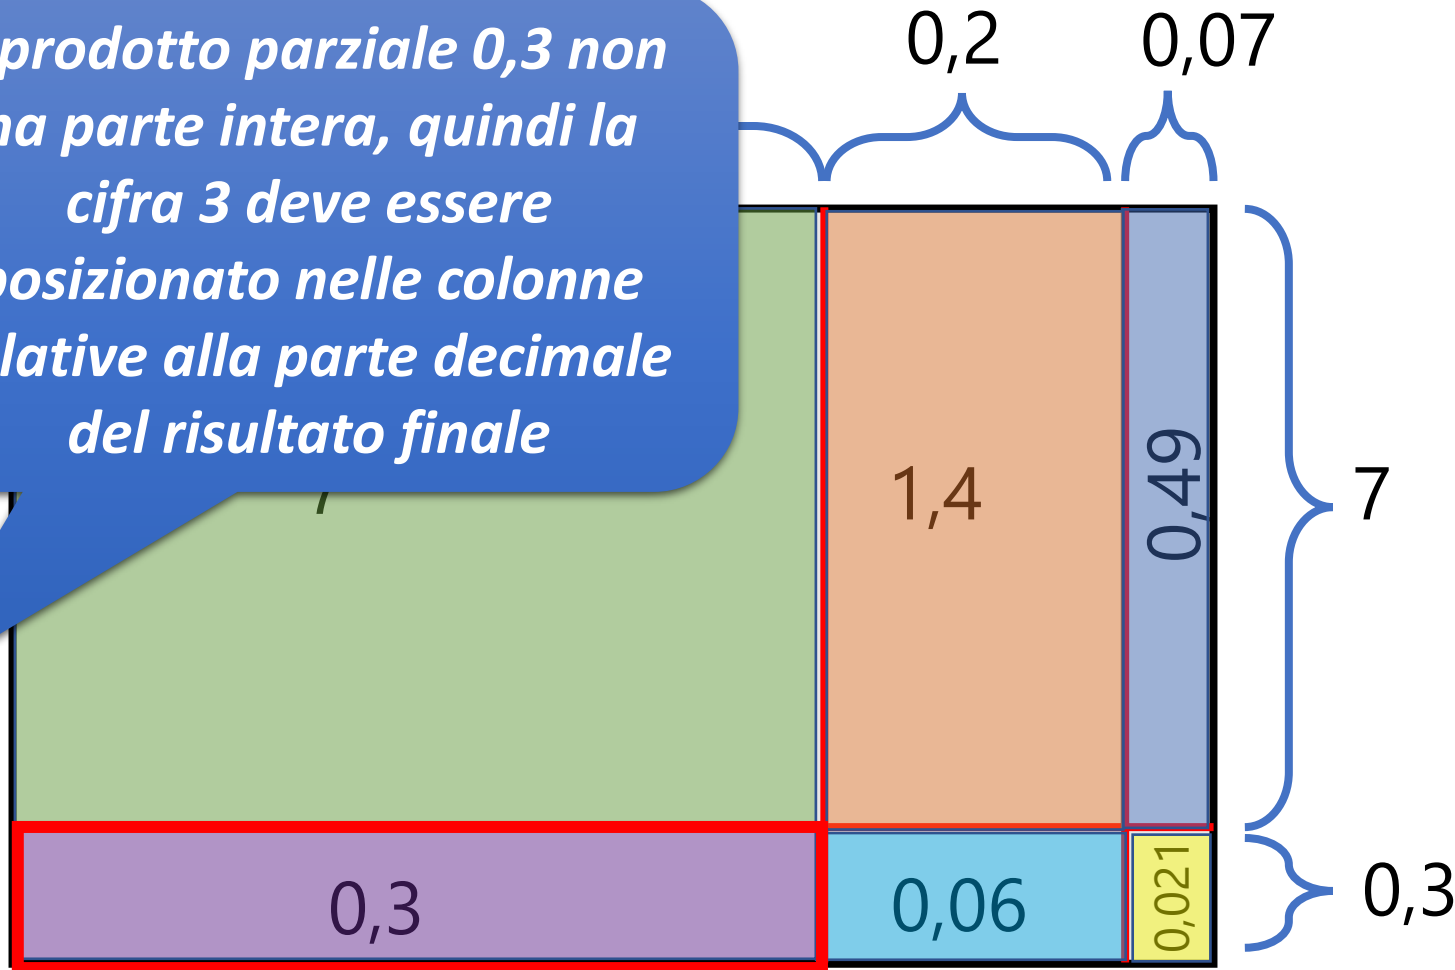 prodotto parziale 0,3 non
parte intera, quindi la
cifra 3 deve essere
posizionato nelle colonne
alla parte decimale
del risultato finale
0,2
0,07
1,4
0,49
7
0,3
0,06
0,021
0,3